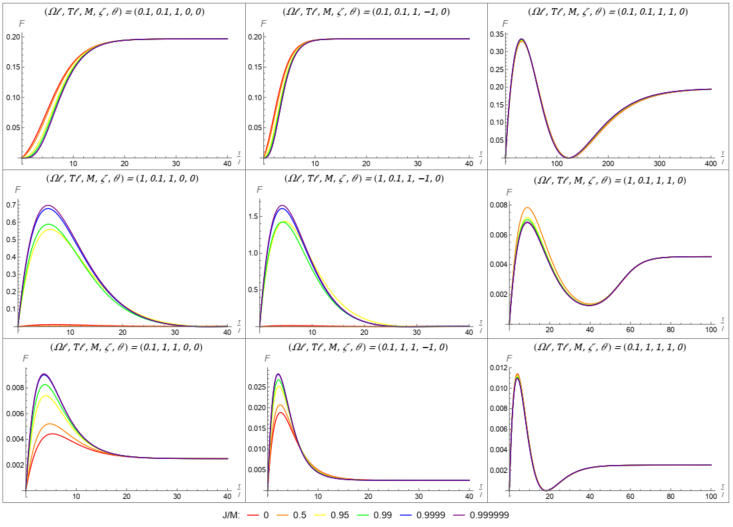 (Ωℓ, Tℓ, M, ζ, θ) = (0.1, 0.1, 1, 0, 0)
F
0.20
0.15
0.10
0.05
10 20 30 40
τ/l
(Ωℓ, Tℓ, M, ζ, θ) = (0.1, 0.1, 1, −1, 0)
F
0.20
0.15
0.10
0.05
10 20 30 40
τ/l
(Ωℓ, Tℓ, M, ζ, θ) = (0.1, 0.1, 1, 1, 0)
F
0.35
0.30
0.25
0.20
0.15
0.10
0.05
100 200 300 400
τ/l
(Ωℓ, Tℓ, M, ζ, θ) = (1, 0.1, 1, 0, 0)
F
0.7
0.6
0.5
0.4
0.3
0.2
0.1
10 20 30 40
τ/l
(Ωℓ, Tℓ, M, ζ, θ) = (1, 0.1, 1, −1, 0)
F
1.5
1.0
0.5
10 20 30 40
τ/l
(Ωℓ, Tℓ, M, ζ, θ) = (1, 0.1, 1, 1, 0)
F
0.008
0.006
0.004
0.002
20 40 60 80 100
τ/l
(Ωℓ, Tℓ, M, ζ, θ) = (0.1, 1, 1, 0, 0)
F
0.008
0.006
0.004
0.002
10 20 30 40
τ/l
(Ωℓ, Tℓ, M, ζ, θ) = (0.1, 1, 1, −1, 0)
F
0.025
0.020
0.015
0.010
0.005
10 20 30 40
τ/l
(Ωℓ, Tℓ, M, ζ, θ) = (0.1, 1, 1, 1, 0)
F
0.012
0.010
0.008
0.006
0.004
0.002
20 40 60 80 100
τ/l
J/M: 0 0.5 0.95 0.99 0.9999 0.999999